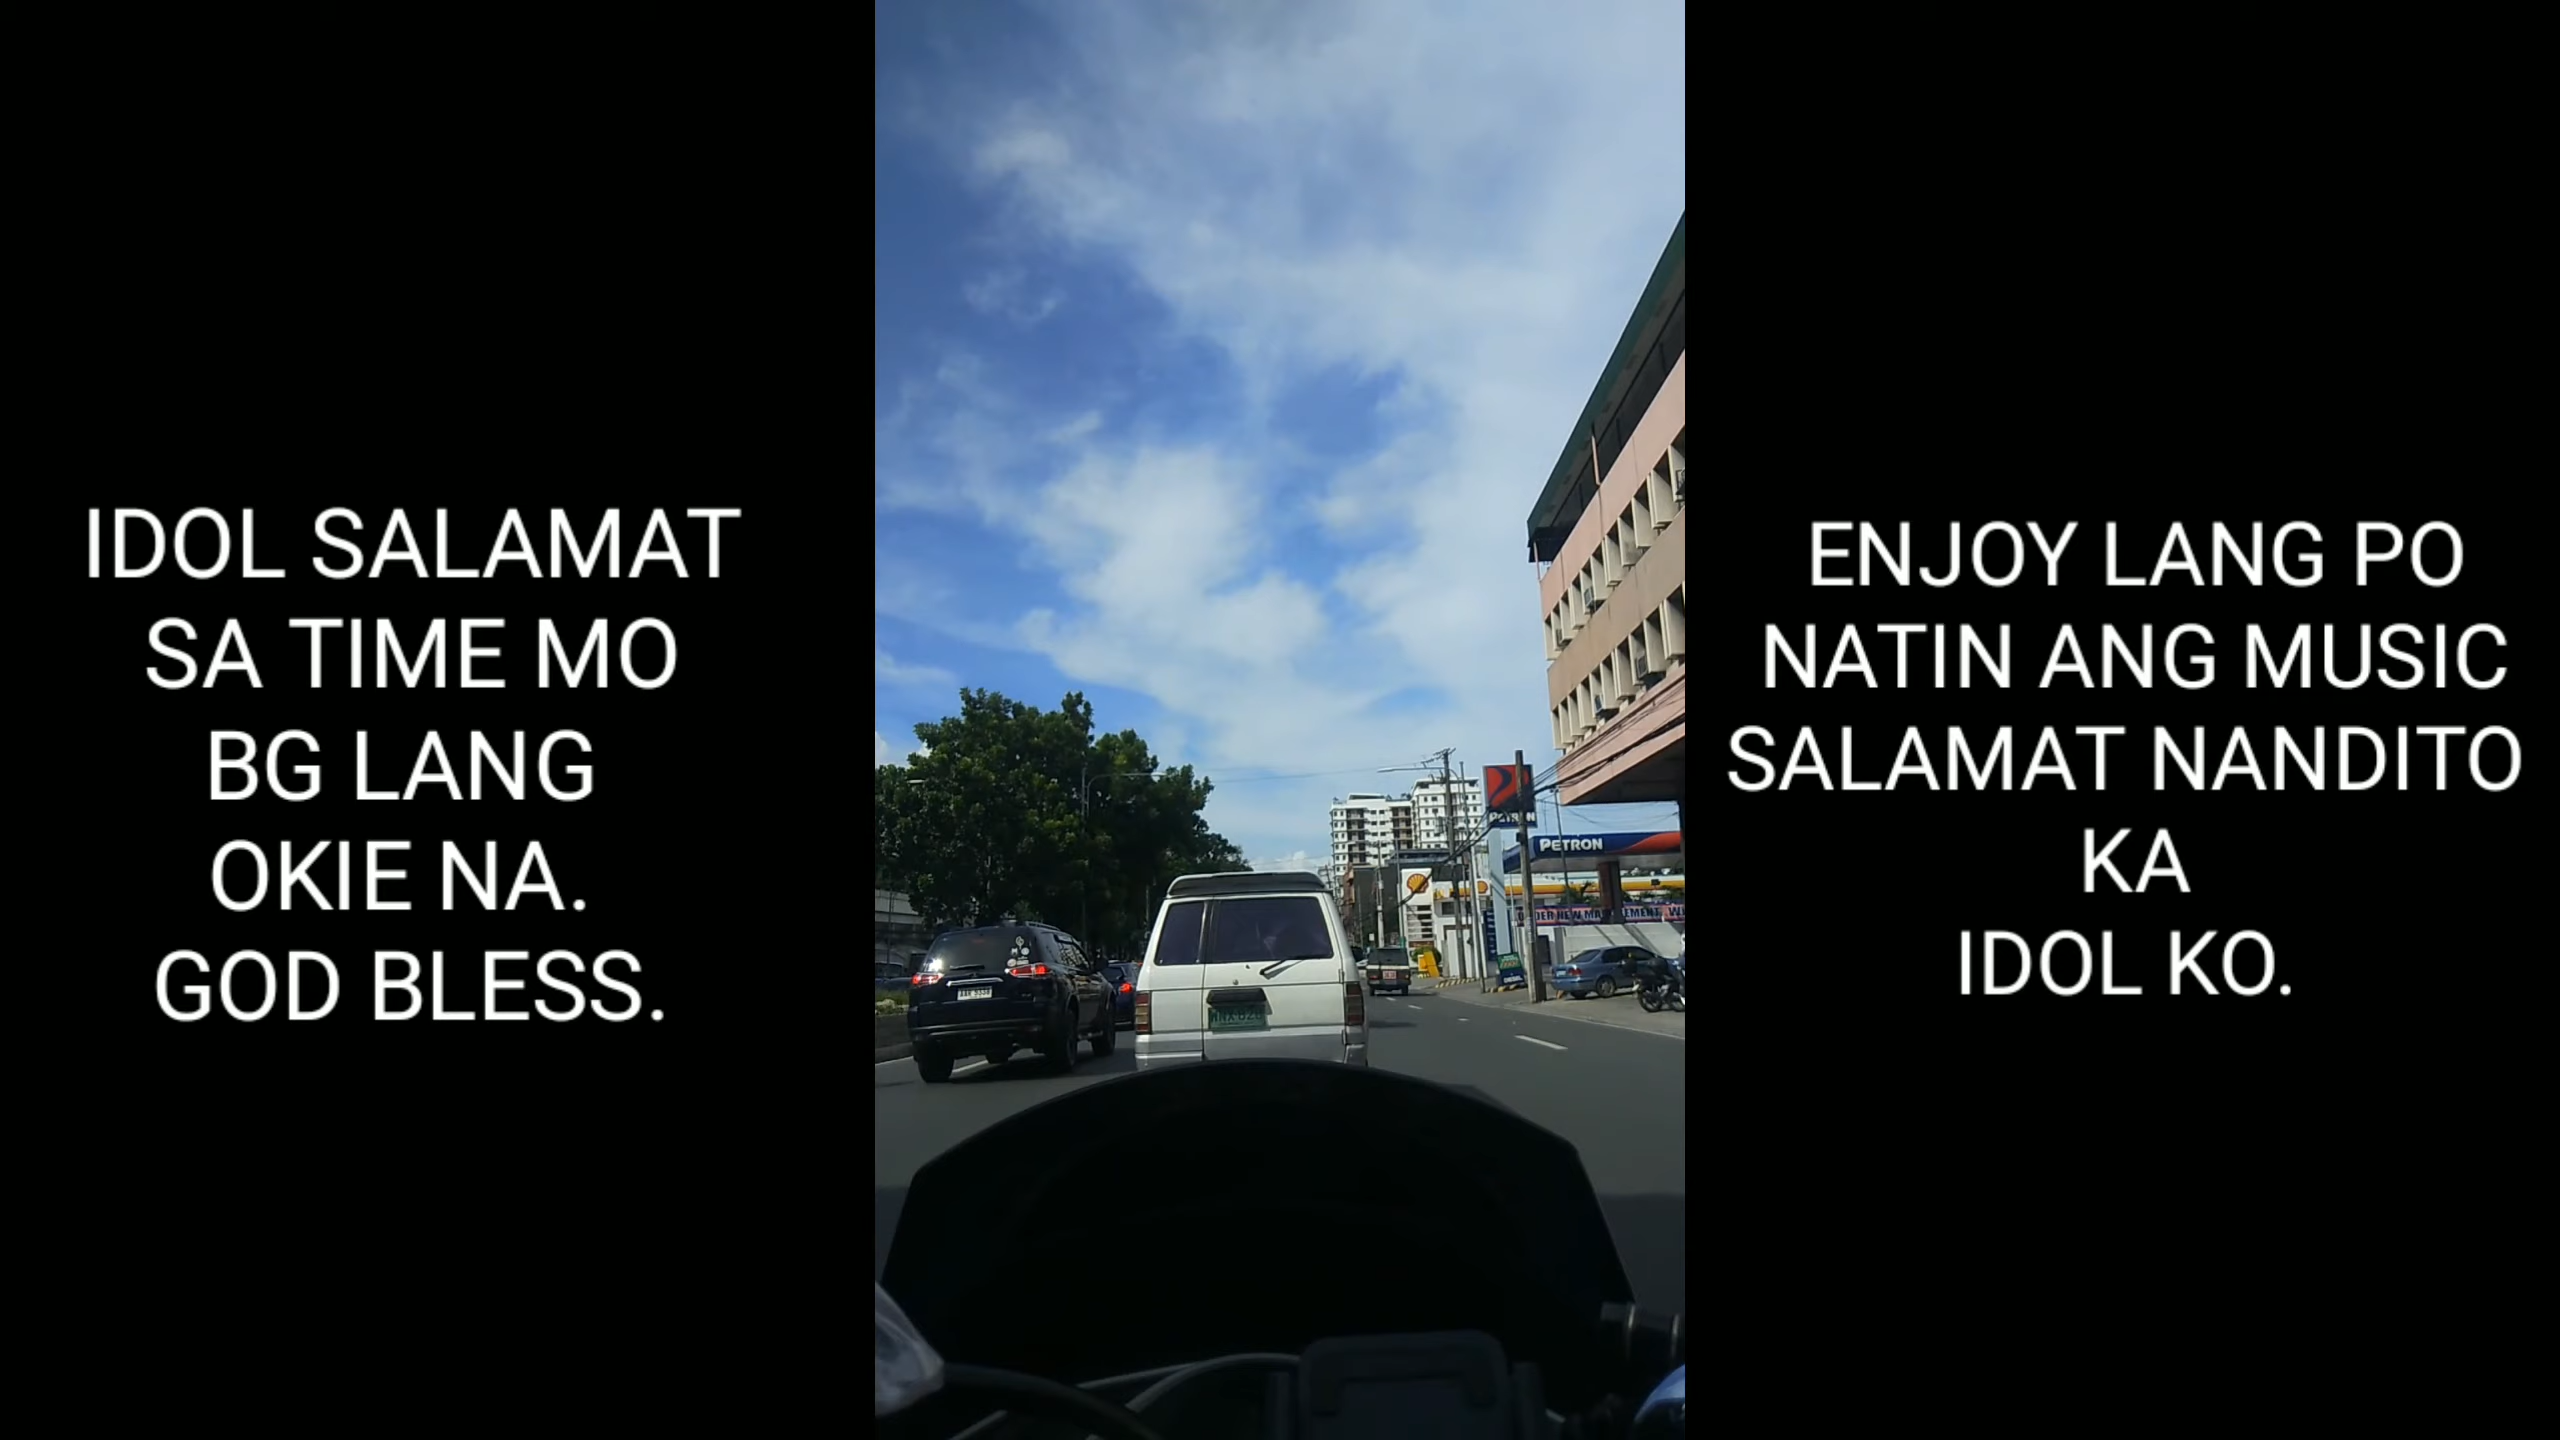 IDOL SALAMAT
SA TIME MO
BG LANG
OKIE NA.
GOD BLESS.
PETRON
PETRON
ENJOY LANG PO
NATIN ANG MUSIC
SALAMAT NANDITO
KA
IDOL KO.